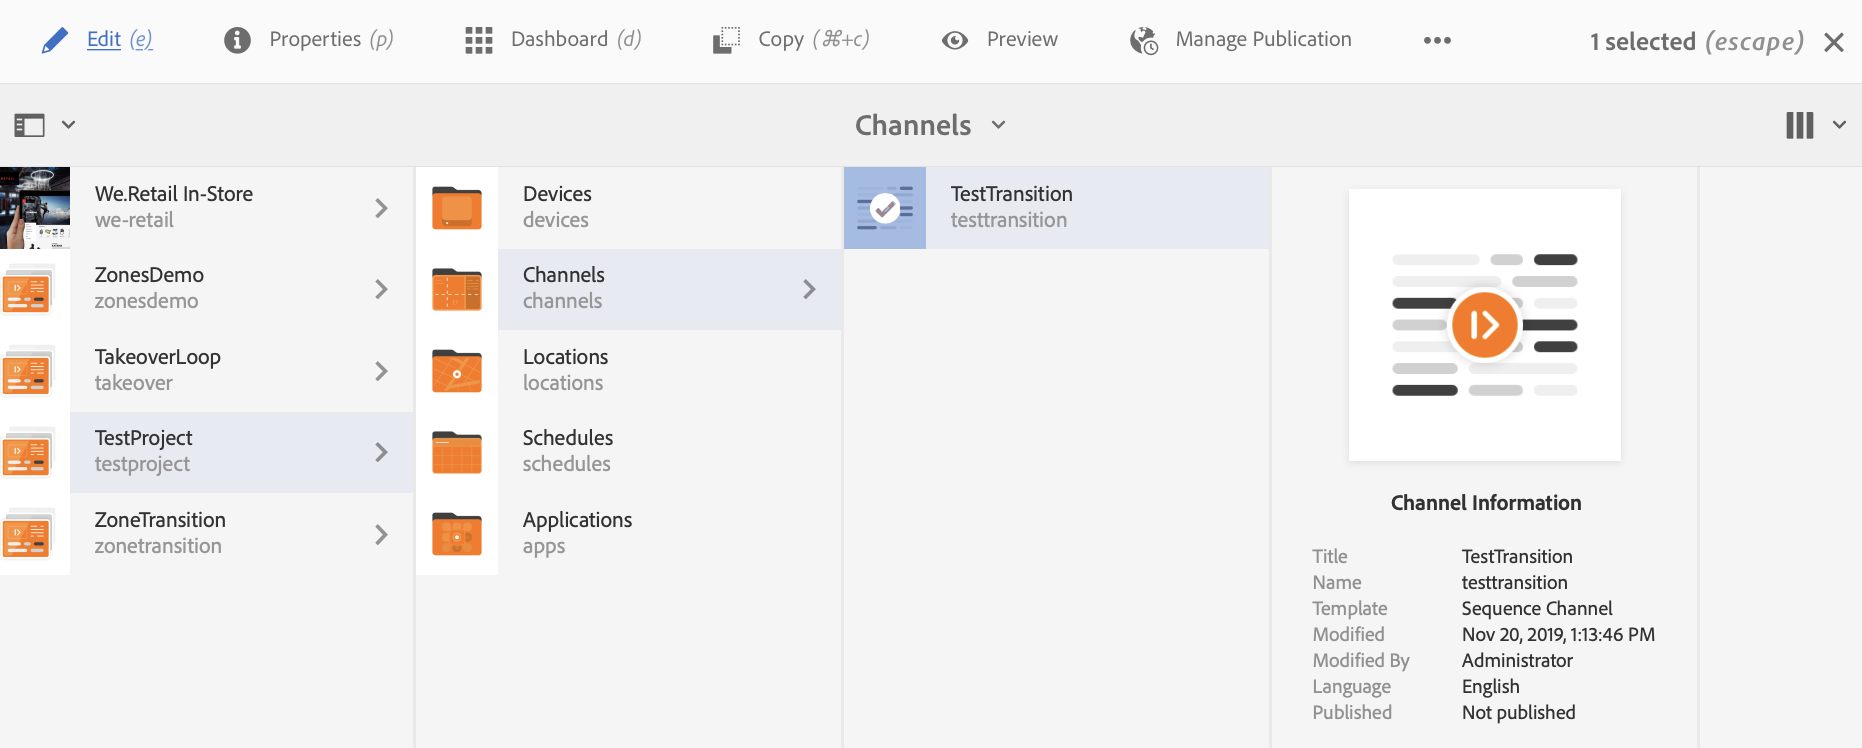 Edit (e) Properties (p) Dashboard (d) Copy (⌘+c) Preview Manage Publication ••• 1 selected (escape)
Channels
We.Retail In-Store
we-retail
ZonesDemo
zonesdemo
TakeoverLoop
takeover
TestProject
testproject
ZoneTransition
zonetransition
Devices
devices
Channels
channels
Locations
locations
Schedules
schedules
Applications
apps
TestTransition
testtransition
Channel Information
Title TestTransition
Name testtransition
Template Sequence Channel
Modified Nov 20, 2019, 1:13:46 PM
Modified By Administrator
Language English
Published Not published